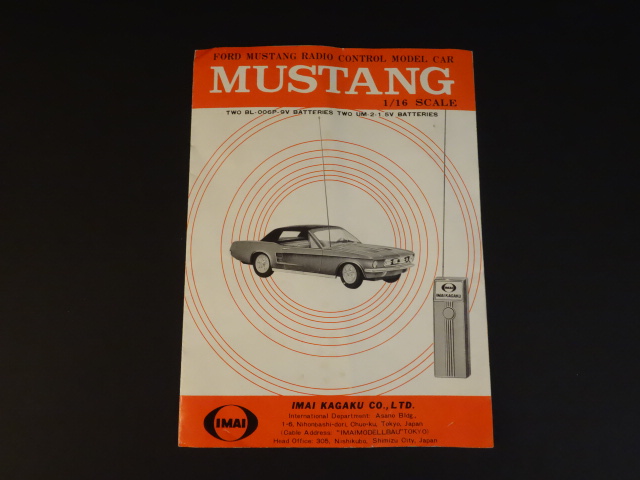 FORD MUSTANG RADIO CONTROL MODEL CAR
MUSTANG
1/16 SCALE
TWO BL-006P-9V BATTERIES TWO UM-2-1.5V BATTERIES
IMAI
IMAI KAGAKU
IMAI
IMAI KAGAKU CO., LTD.
International Department: Asano Bldg.,
1-6, Nihonbashi-dori, Chuo-ku, Tokyo, Japan
(Cable Address: "IMAIMODELLBAU" TOKYO)
Head Office: 305, Nishikubo, Shimizu City, Japan